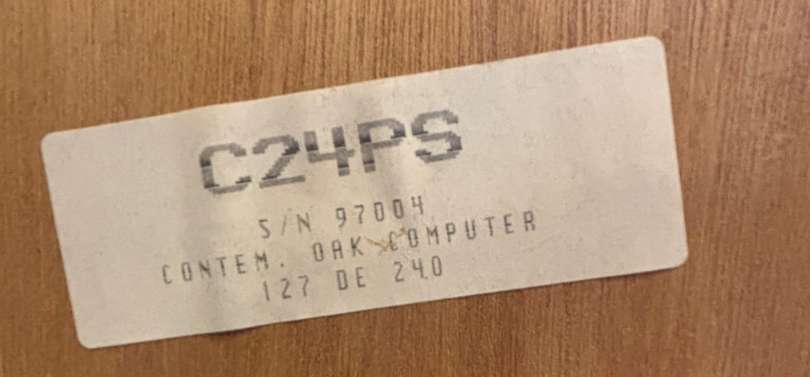 C24PS
S/N 97004
CONTEM. OAK COMPUTER
127 DE 240